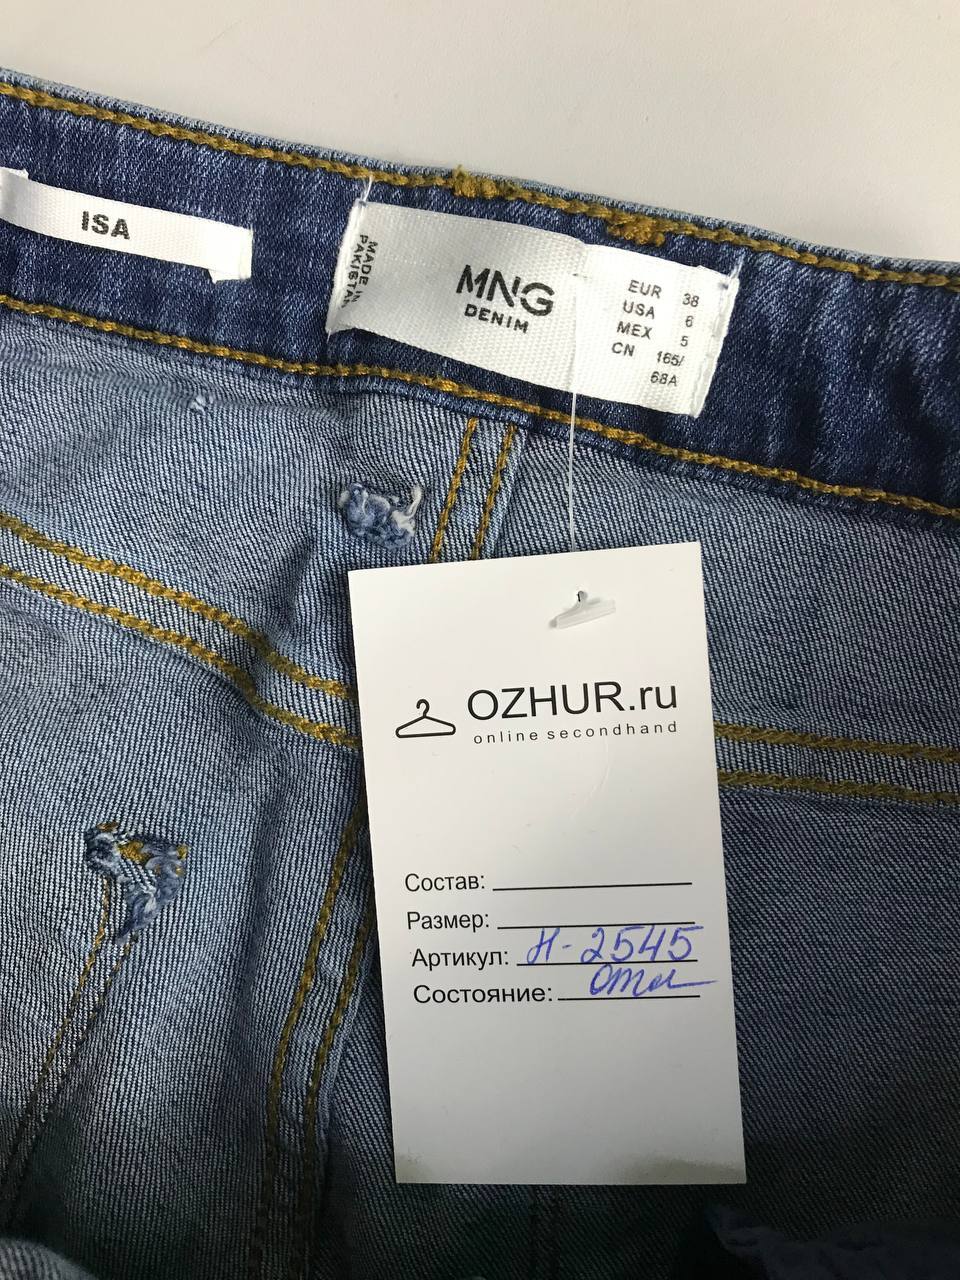 ISA
MADE IN
PAKISTAN
MNG
DENIM
EUR 38
USA 6
MEX 5
CN 165/
68A
OZHUR.ru
online secondhand
Состав:
Размер:
Артикул: Н-2545
Состояние: отл